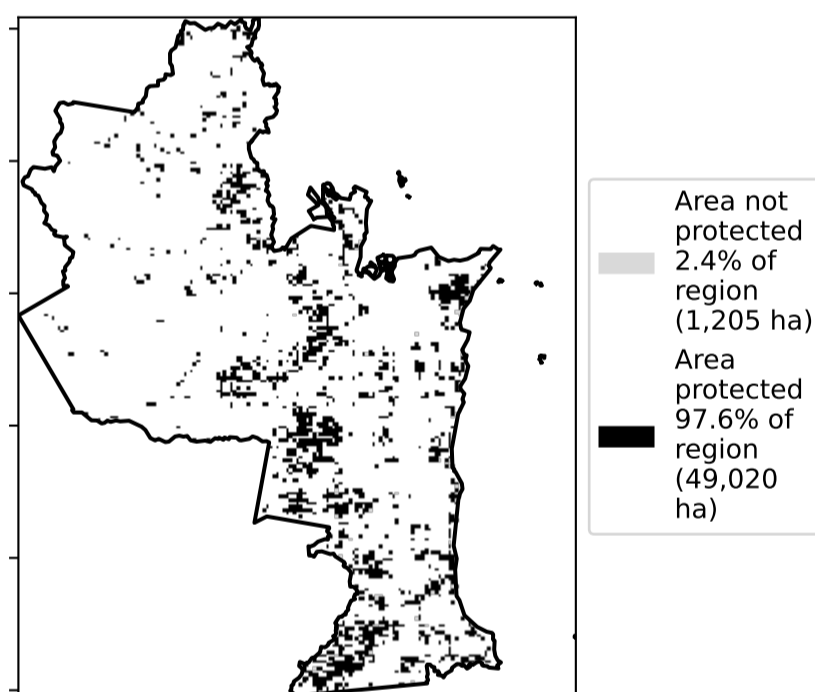 Area not
protected
2.4% of
region
(1,205 ha)
Area
protected
97.6% of
region
(49,020
ha)